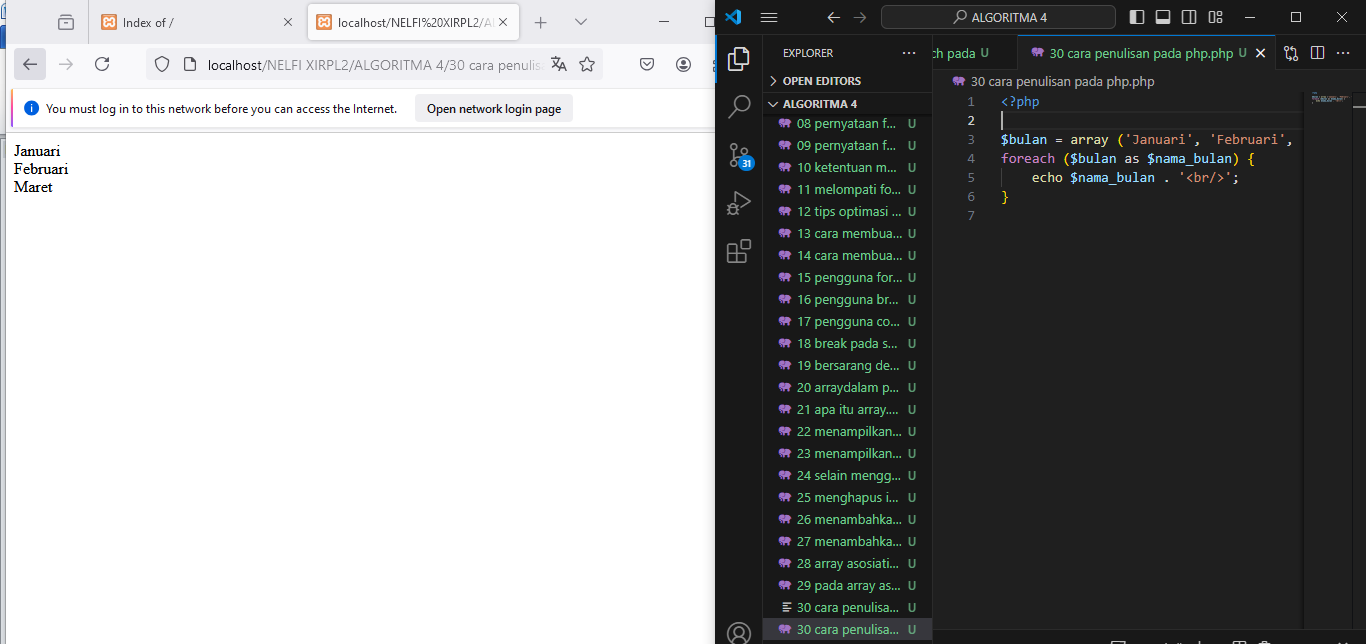 Index of /
localhost/NELFI%20XIRPL2/AL
localhost/NELFI XIRPL2/ALGORITMA 4/30 cara penulis
You must log in to this network before you can access the Internet.
Open network login page
Januari
Februari
Maret
ALGORITMA 4
EXPLORER
OPEN EDITORS
ALGORITMA 4
08 pernyataan f... U
09 pernyataan f... U
10 ketentuan m... U
11 melompati fo... U
12 tips optimasi ... U
13 cara membua... U
14 cara membua... U
15 pengguna for... U
16 pengguna br... U
17 pengguna co... U
18 break pada s... U
19 bersarang de... U
20 arraydalam p... U
21 apa itu array.... U
22 menampilkan... U
23 menampilkan... U
24 selain mengg... U
25 menghapus i... U
26 menambahka... U
27 menambahka... U
28 array asosiati... U
29 pada array as... U
30 cara penulisa... U
30 cara penulisa... U
31
ch pada U
30 cara penulisan pada php.php U
30 cara penulisan pada php.php
1 <?php
2
3 $bulan = array ('Januari', 'Februari',
4 foreach ($bulan as $nama_bulan) {
5 echo $nama_bulan . '<br/>';
6 }
7